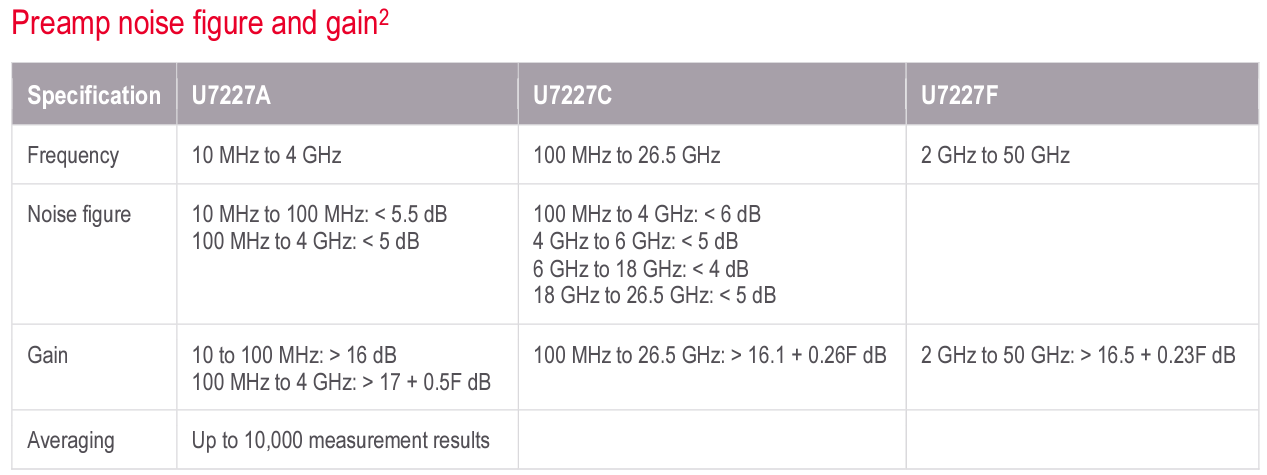 Preamp noise figure and gain2
Specification U7227A U7227C U7227F
Frequency 10 MHz to 4 GHz 100 MHz to 26.5 GHz 2 GHz to 50 GHz
Noise figure 10 MHz to 100 MHz: < 5.5 dB 100 MHz to 4 GHz: < 6 dB
100 MHz to 4 GHz: < 5 dB 4 GHz to 6 GHz: < 5 dB
6 GHz to 18 GHz: < 4 dB
18 GHz to 26.5 GHz: < 5 dB
Gain 10 to 100 MHz: > 16 dB 100 MHz to 26.5 GHz: > 16.1 + 0.26F dB 2 GHz to 50 GHz: > 16.5 + 0.23F dB
100 MHz to 4 GHz: > 17 + 0.5F dB
Averaging Up to 10,000 measurement results